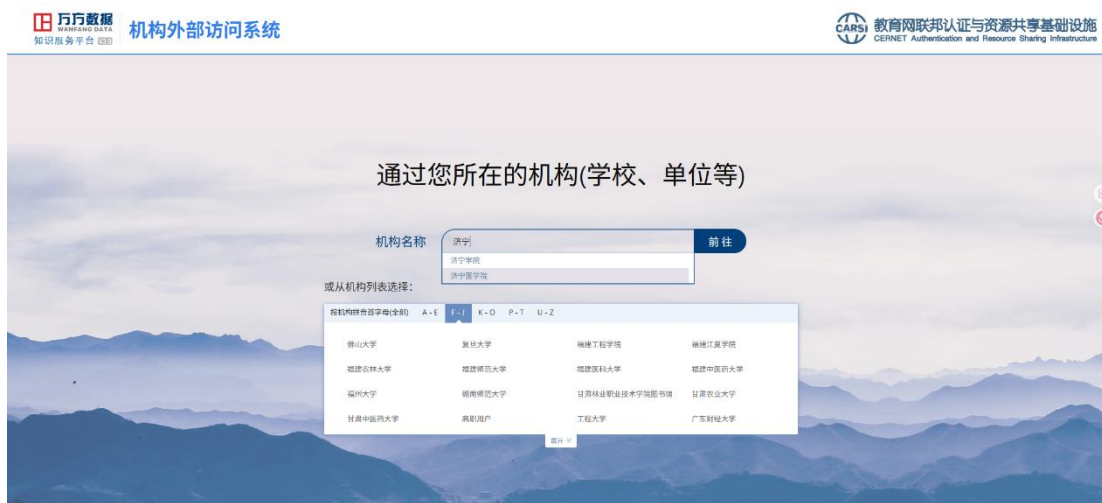 万方数据
WANFANG DATA
知识服务平台 V2.0
机构外部访问系统
CARSI 教育网联邦认证与资源共享基础设施
CERNET Authentication and Resource Sharing Infrastructure
通过您所在的机构(学校、单位等)
机构名称 济宁 前往
济宁学院
济宁医学院
或从机构列表选择：
按机构拼音首字母(全部) A - E F - J K - O P - T U - Z
佛山大学 复旦大学 福建工程学院 福建江夏学院
福建农林大学 福建师范大学 福建医科大学 福建中医药大学
福州大学 赣南师范大学 甘肃林业职业技术学院图书馆 甘肃农业大学
甘肃中医药大学 高职用户 工程大学 广东财经大学
展开